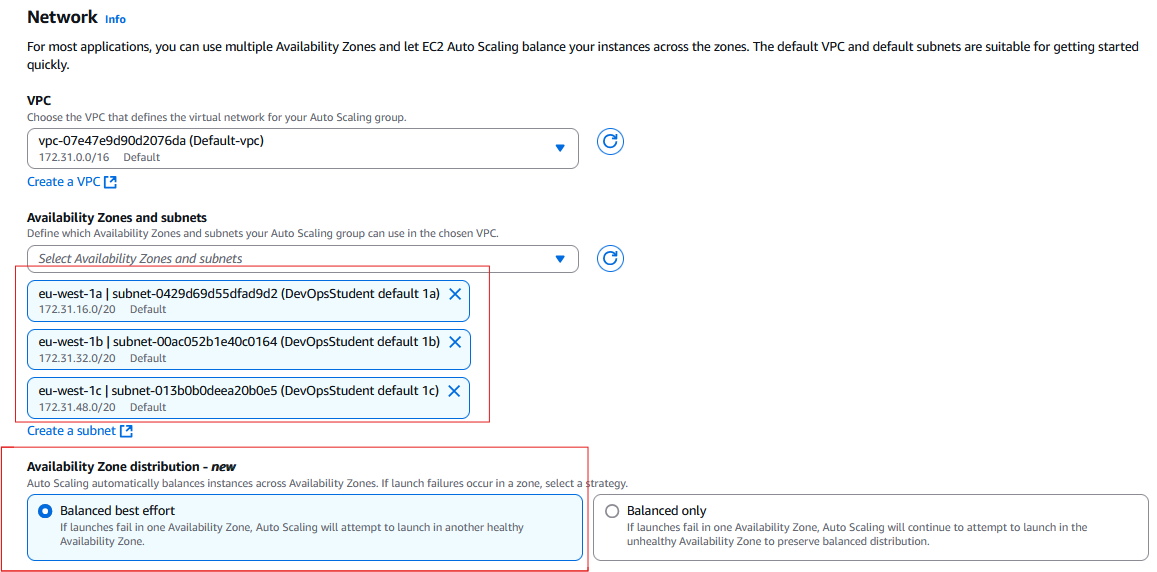 Network Info
For most applications, you can use multiple Availability Zones and let EC2 Auto Scaling balance your instances across the zones. The default VPC and default subnets are suitable for getting started
quickly.
VPC
Choose the VPC that defines the virtual network for your Auto Scaling group.
vpc-07e47e9d90d2076da (Default-vpc)
172.31.0.0/16 Default
Create a VPC
Availability Zones and subnets
Define which Availability Zones and subnets your Auto Scaling group can use in the chosen VPC.
Select Availability Zones and subnets
eu-west-1a | subnet-0429d69d55dfad9d2 (DevOpsStudent default 1a)
172.31.16.0/20 Default
eu-west-1b | subnet-00ac052b1e40c0164 (DevOpsStudent default 1b)
172.31.32.0/20 Default
eu-west-1c | subnet-013b0b0deea20b0e5 (DevOpsStudent default 1c)
172.31.48.0/20 Default
Create a subnet
Availability Zone distribution - new
Auto Scaling automatically balances instances across Availability Zones. If launch failures occur in a zone, select a strategy.
Balanced best effort
If launches fail in one Availability Zone, Auto Scaling will attempt to launch in another healthy
Availability Zone.
Balanced only
If launches fail in one Availability Zone, Auto Scaling will continue to attempt to launch in the
unhealthy Availability Zone to preserve balanced distribution.